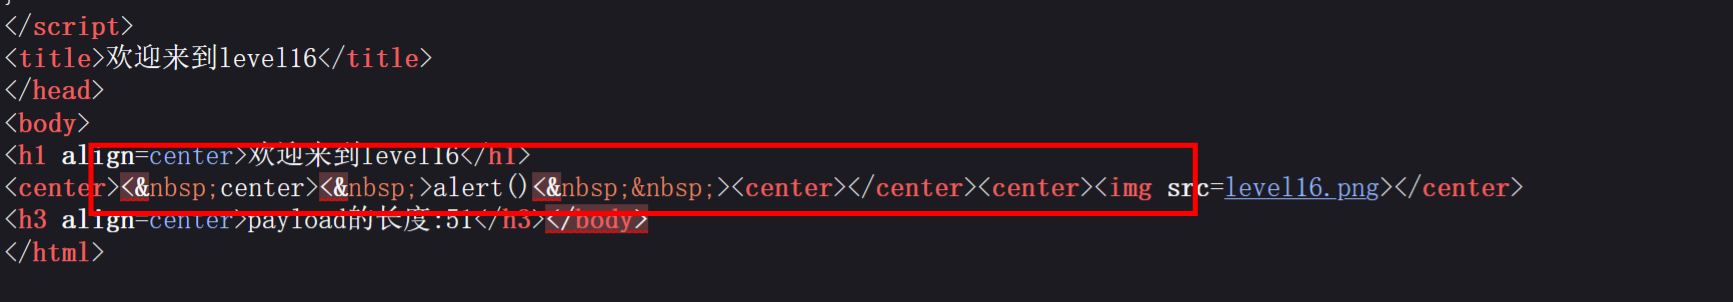 }
</script>
<title>欢迎来到level16</title>
</head>
<body>
<h1 align=center>欢迎来到level16</h1>
<center><&nbsp;center><&nbsp;>alert()<&nbsp;&nbsp;><center></center><center><img src=level16.png></center>
<h3 align=center>payload的长度:51</h3></body>
</html>